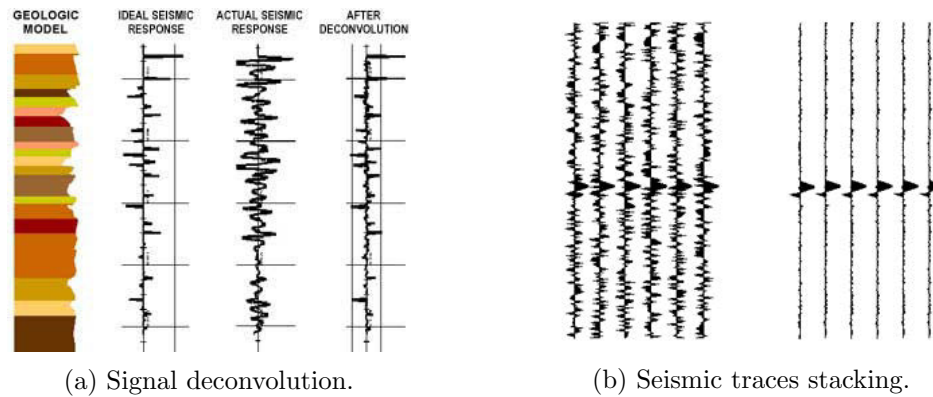 GEOLOGIC
MODEL
IDEAL SEISMIC
RESPONSE
ACTUAL SEISMIC
RESPONSE
AFTER
DECONVOLUTION
(a) Signal deconvolution.
(b) Seismic traces stacking.